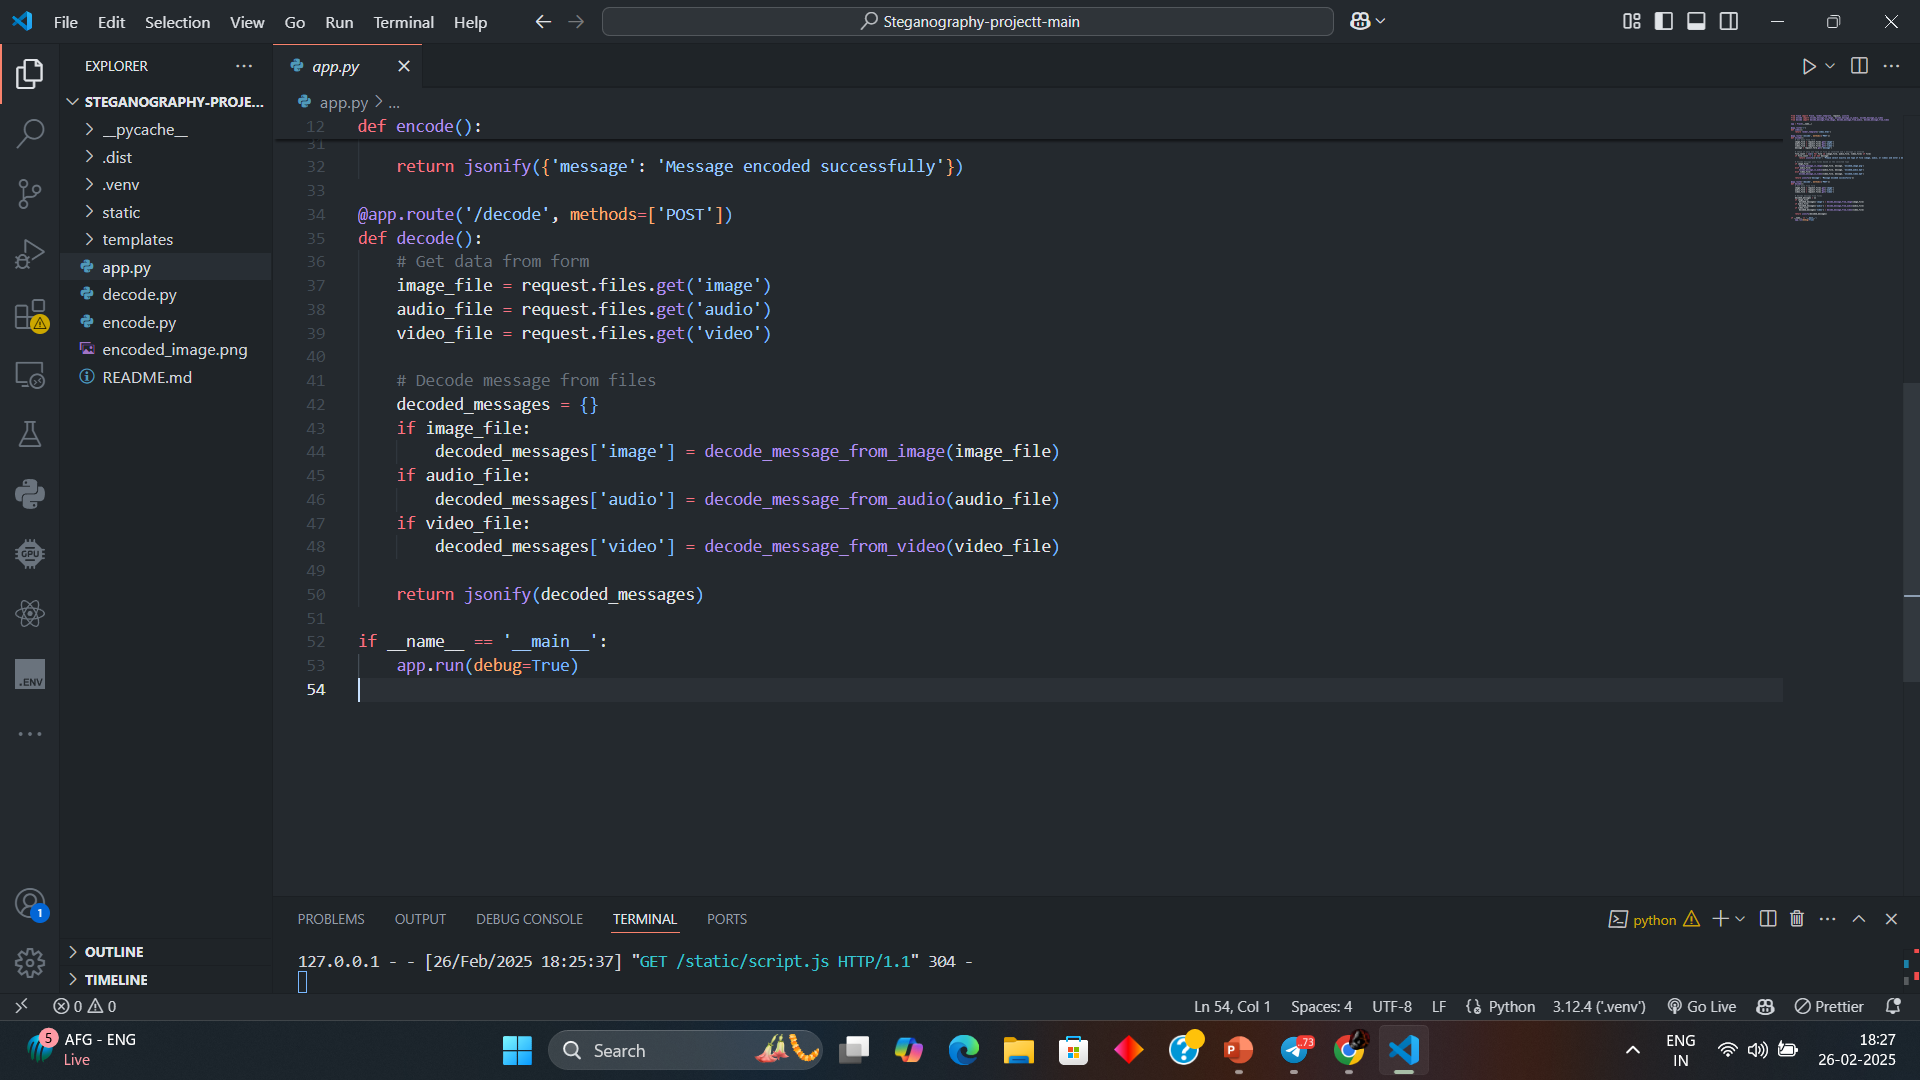 File Edit Selection View Go Run Terminal Help
Steganography-projectt-main
EXPLORER
STEGANOGRAPHY-PROJE...
__pycache__
.dist
.venv
static
templates
app.py
decode.py
encode.py
encoded_image.png
README.md
OUTLINE
TIMELINE
GPU
.ENV
1
app.py
app.py > ...
12 def encode():
31
32 return jsonify({'message': 'Message encoded successfully'})
33
34 @app.route('/decode', methods=['POST'])
35 def decode():
36 # Get data from form
37 image_file = request.files.get('image')
38 audio_file = request.files.get('audio')
39 video_file = request.files.get('video')
40
41 # Decode message from files
42 decoded_messages = {}
43 if image_file:
44 decoded_messages['image'] = decode_message_from_image(image_file)
45 if audio_file:
46 decoded_messages['audio'] = decode_message_from_audio(audio_file)
47 if video_file:
48 decoded_messages['video'] = decode_message_from_video(video_file)
49
50 return jsonify(decoded_messages)
51
52 if __name__ == '__main__':
53 app.run(debug=True)
54
PROBLEMS OUTPUT DEBUG CONSOLE TERMINAL PORTS
python
127.0.0.1 - - [26/Feb/2025 18:25:37] "GET /static/script.js HTTP/1.1" 304 -
0 0
Ln 54, Col 1 Spaces: 4 UTF-8 LF Python 3.12.4 ('.venv') Go Live Prettier
5
AFG - ENG
Live
Search
73
ENG
IN
18:27
26-02-2025